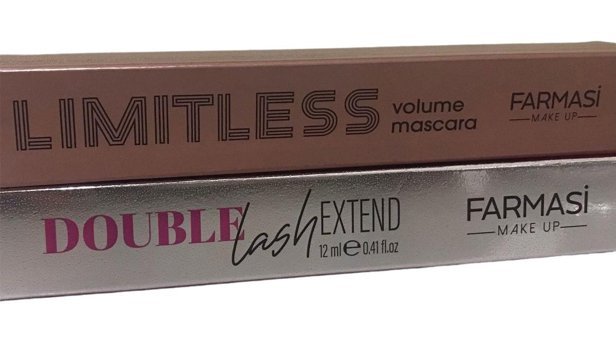 LIMITLESS volume mascara
FARMASİ
MAKE UP
DOUBLE lash EXTEND
12 ml e 0.41 fl.oz
FARMASİ
MAKE UP